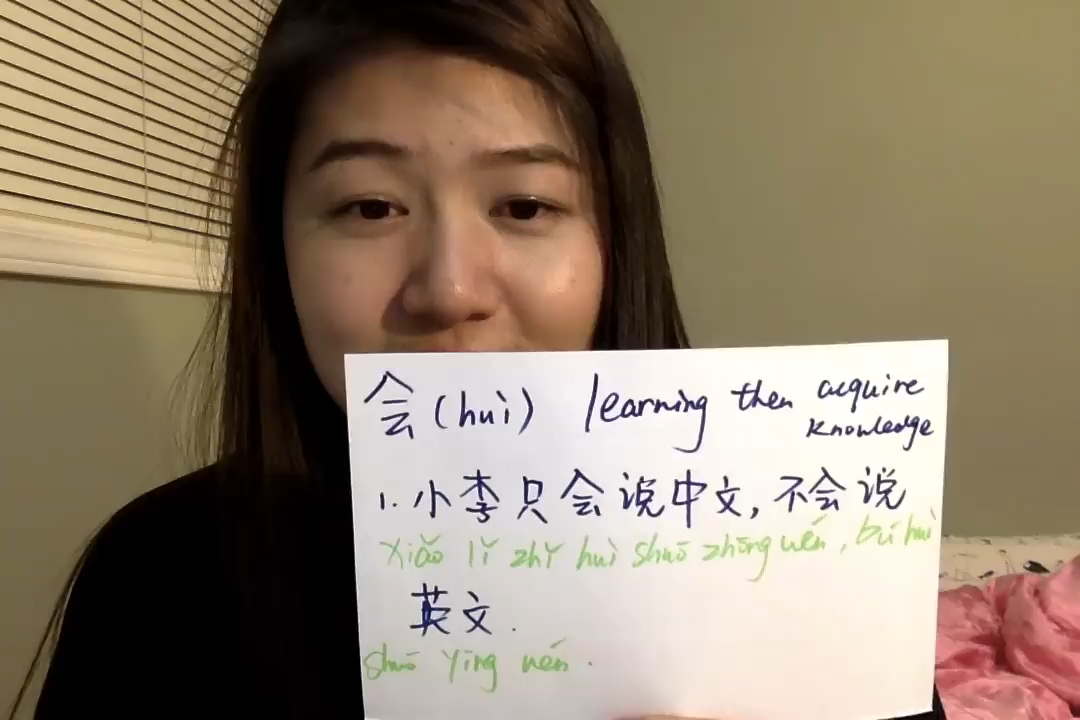 会(huì) learning then acquire
knowledge
1. 小李只会说中文,不会说
xiǎo lǐ zhǐ huì shuō zhōng wén, bú huì
英文.
shuō yīng wén.